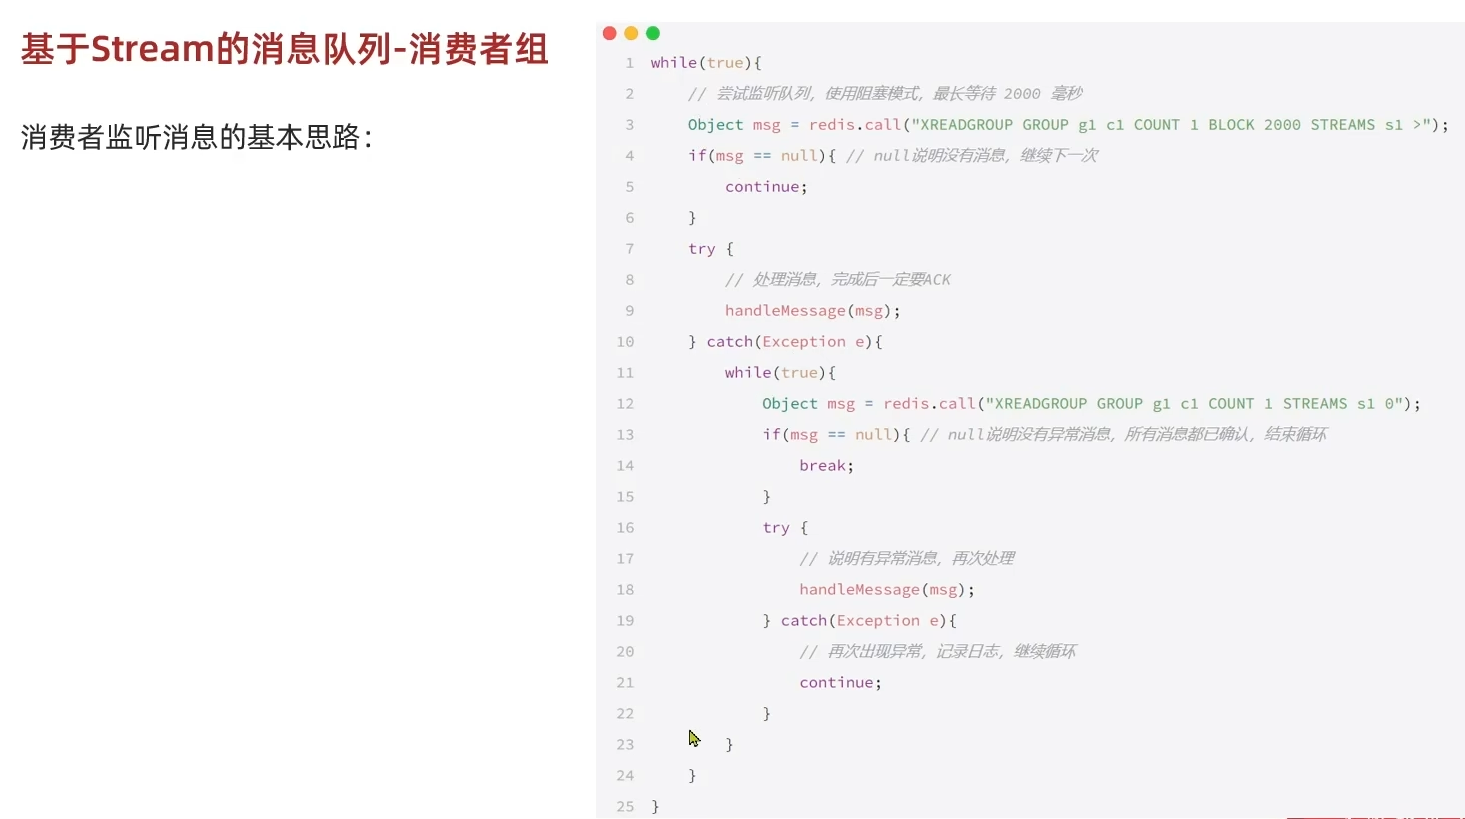 基于Stream的消息队列-消费者组
消费者监听消息的基本思路：
1 while(true){
2 // 尝试监听队列，使用阻塞模式，最长等待 2000 毫秒
3 Object msg = redis.call("XREADGROUP GROUP g1 c1 COUNT 1 BLOCK 2000 STREAMS s1 >");
4 if(msg == null){ // null说明没有消息，继续下一次
5 continue;
6 }
7 try {
8 // 处理消息，完成后一定要ACK
9 handleMessage(msg);
10 } catch(Exception e){
11 while(true){
12 Object msg = redis.call("XREADGROUP GROUP g1 c1 COUNT 1 STREAMS s1 0");
13 if(msg == null){ // null说明没有异常消息，所有消息都已确认，结束循环
14 break;
15 }
16 try {
17 // 说明有异常消息，再次处理
18 handleMessage(msg);
19 } catch(Exception e){
20 // 再次出现异常，记录日志，继续循环
21 continue;
22 }
23 }
24 }
25 }